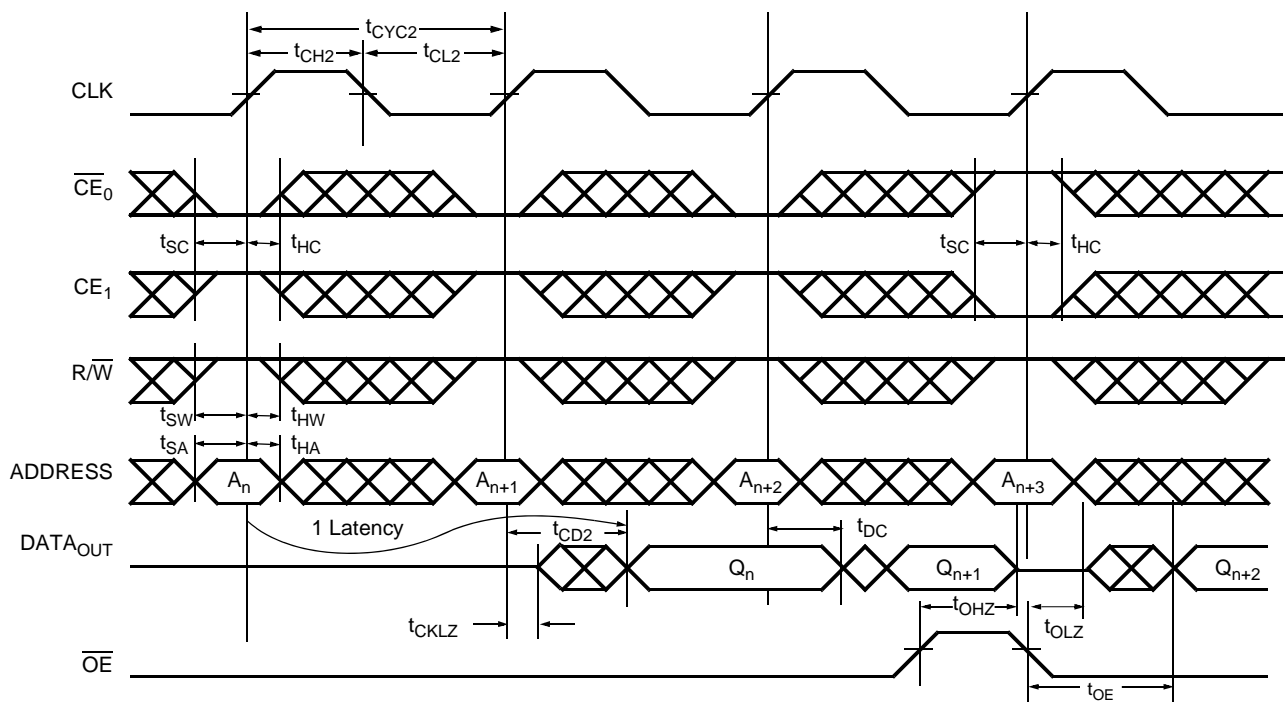 tCYC2
tCH2 tCL2
CLK
CE0
tSC tHC tSC tHC
CE1
R/W
tSW tHW
tSA tHA
ADDRESS An An+1 An+2 An+3
1 Latency tCD2 tDC
DATAOUT Qn Qn+1 Qn+2
tOHZ
tCKLZ tOLZ
OE
tOE